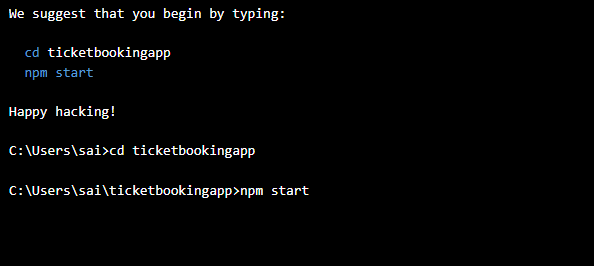 We suggest that you begin by typing:
cd ticketbookingapp
npm start
Happy hacking!
C:\Users\sai>cd ticketbookingapp
C:\Users\sai\ticketbookingapp>npm start